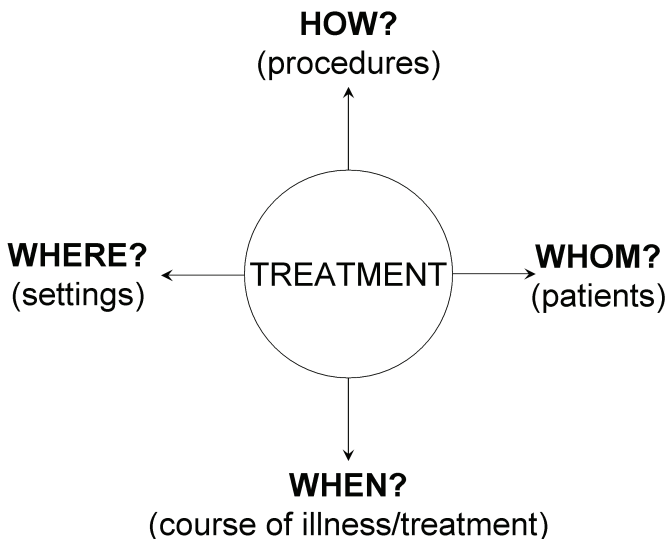 HOW?
(procedures)
WHERE?
(settings)
TREATMENT
WHOM?
(patients)
WHEN?
(course of illness/treatment)